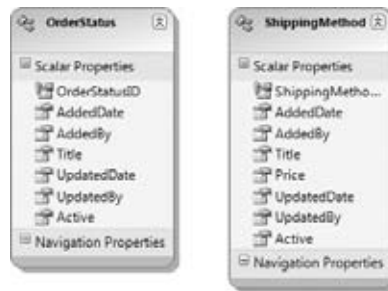 OrderStatus
Scalar Properties
OrderStatusID
AddedDate
AddedBy
Title
UpdatedDate
UpdatedBy
Active
Navigation Properties
ShippingMethod
Scalar Properties
ShippingMetho...
AddedDate
AddedBy
Title
Price
UpdatedDate
UpdatedBy
Active
Navigation Properties